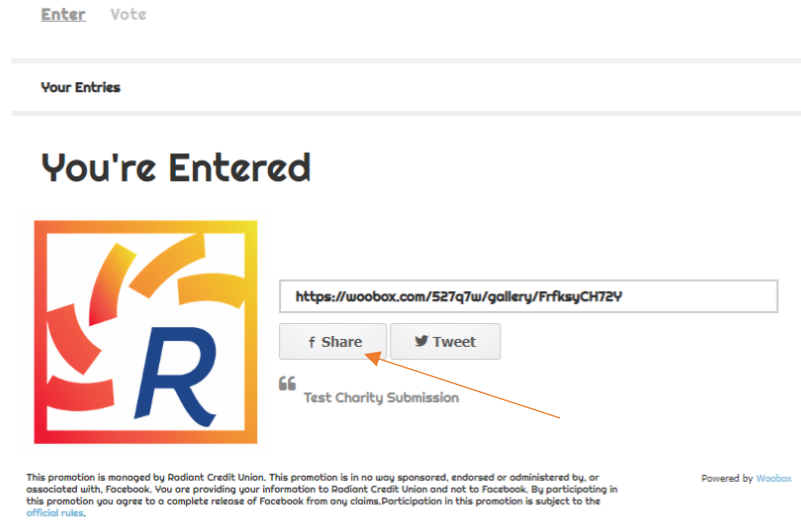 Enter Vote
Your Entries
You're Entered
R
https://woobox.com/527q7w/gallery/FrfksyCH72Y
f Share Tweet
“ Test Charity Submission
This promotion is managed by Radiant Credit Union. This promotion is in no way sponsored, endorsed or administered by, or
associated with, Facebook. You are providing your information to Radiant Credit Union and not to Facebook. By participating in
this promotion you agree to a complete release of Facebook from any claims.Participation in this promotion is subject to the
official rules.
Powered by Woobox